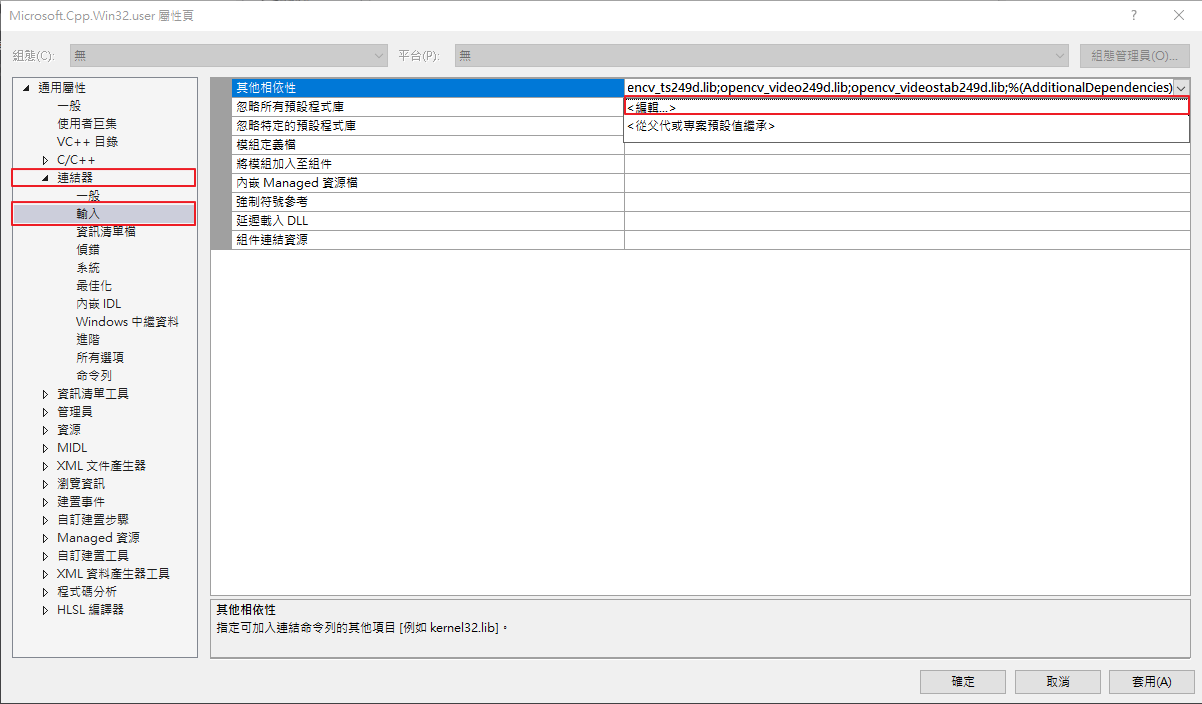 Microsoft.Cpp.Win32.user 屬性頁
組態(C): 無 平台(P): 無 組態管理員(O)...
通用屬性
一般
使用者巨集
VC++ 目錄
C/C++
連結器
一般
輸入
資訊清單檔
偵錯
系統
最佳化
內嵌 IDL
Windows 中繼資料
進階
所有選項
命令列
資訊清單工具
管理員
資源
MIDL
XML 文件產生器
瀏覽資訊
建置事件
自訂建置步驟
Managed 資源
自訂建置工具
XML 資料產生器工具
程式碼分析
HLSL 編譯器
其他相依性 encv_ts249d.lib;opencv_video249d.lib;opencv_videostab249d.lib;%(AdditionalDependencies)
忽略所有預設程式庫 <編輯...>
忽略特定的預設程式庫 <從父代或專案預設值繼承>
模組定義檔
將模組加入至組件
內嵌 Managed 資源檔
強制符號參考
延遲載入 DLL
組件連結資源
其他相依性
指定可加入連結命令列的其他項目 [例如 kernel32.lib]。
確定 取消 套用(A)